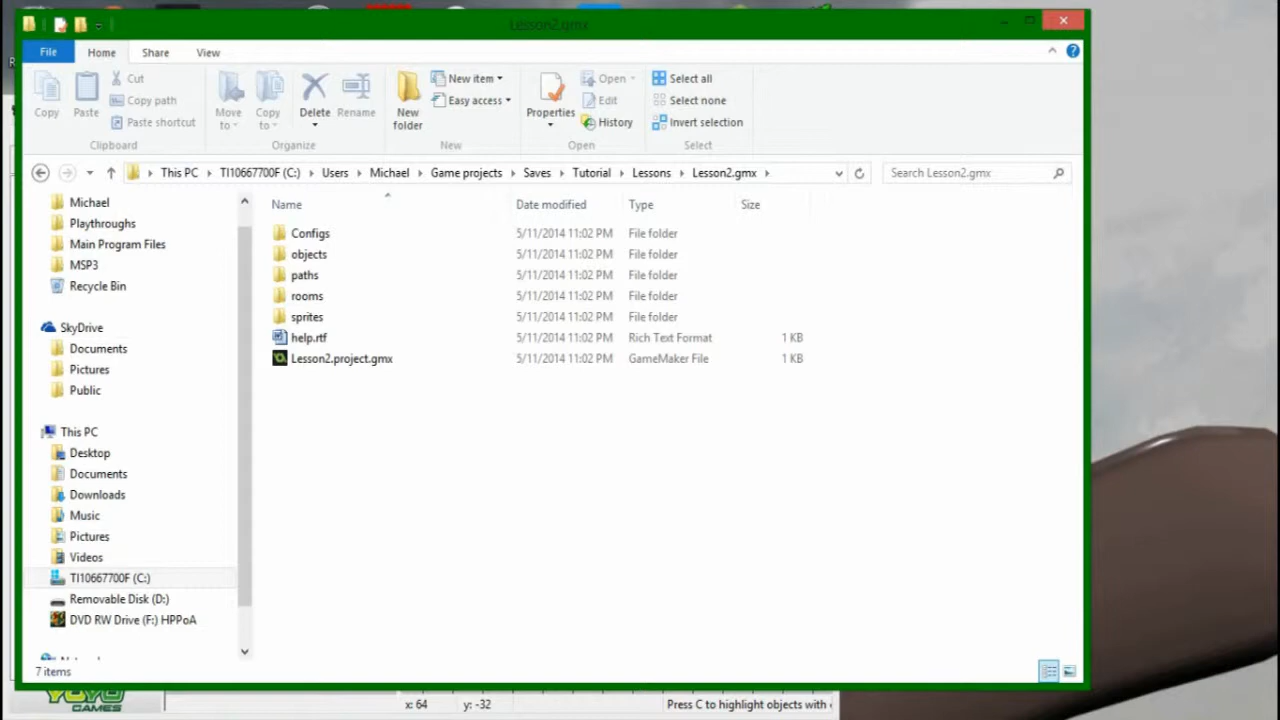 Lesson2.gmx
File Home Share View
Copy
Paste
Cut
Copy path
Paste shortcut
Clipboard
Move to
Copy to
Delete
Rename
Organize
New folder
New item
Easy access
New
Properties
Open
Edit
History
Open
Select all
Select none
Invert selection
Select
This PC TI10667700F (C:) Users Michael Game projects Saves Tutorial Lessons Lesson2.gmx
Search Lesson2.gmx
Michael
Playthroughs
Main Program Files
MSP3
Recycle Bin
SkyDrive
Documents
Pictures
Public
This PC
Desktop
Documents
Downloads
Music
Pictures
Videos
TI10667700F (C:)
Removable Disk (D:)
DVD RW Drive (F:) HPPoA
Name Date modified Type Size
Configs 5/11/2014 11:02 PM File folder
objects 5/11/2014 11:02 PM File folder
paths 5/11/2014 11:02 PM File folder
rooms 5/11/2014 11:02 PM File folder
sprites 5/11/2014 11:02 PM File folder
help.rtf 5/11/2014 11:02 PM Rich Text Format 1 KB
Lesson2.project.gmx 5/11/2014 11:02 PM GameMaker File 1 KB
7 items
YOYO
GAMES
x: 64 y: -32 Press C to highlight objects with